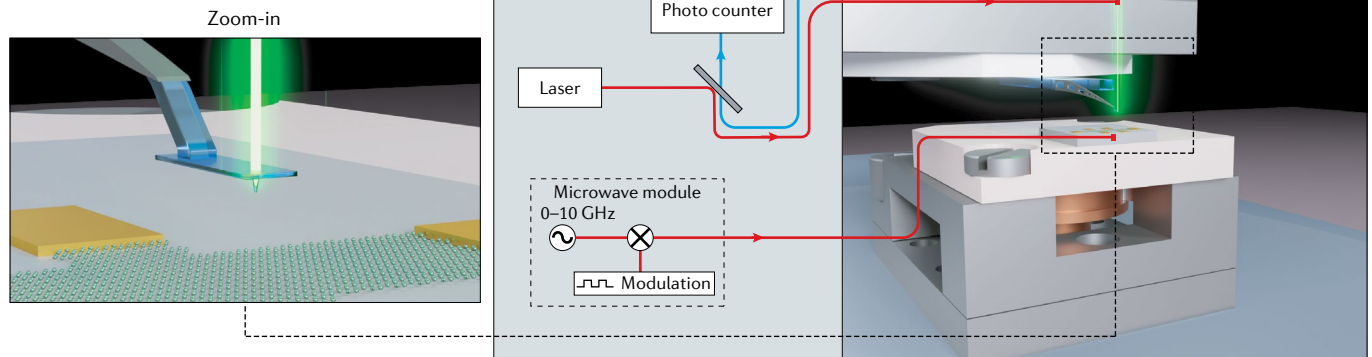 Zoom-in
Photo counter
Laser
Microwave module
0–10 GHz
Modulation